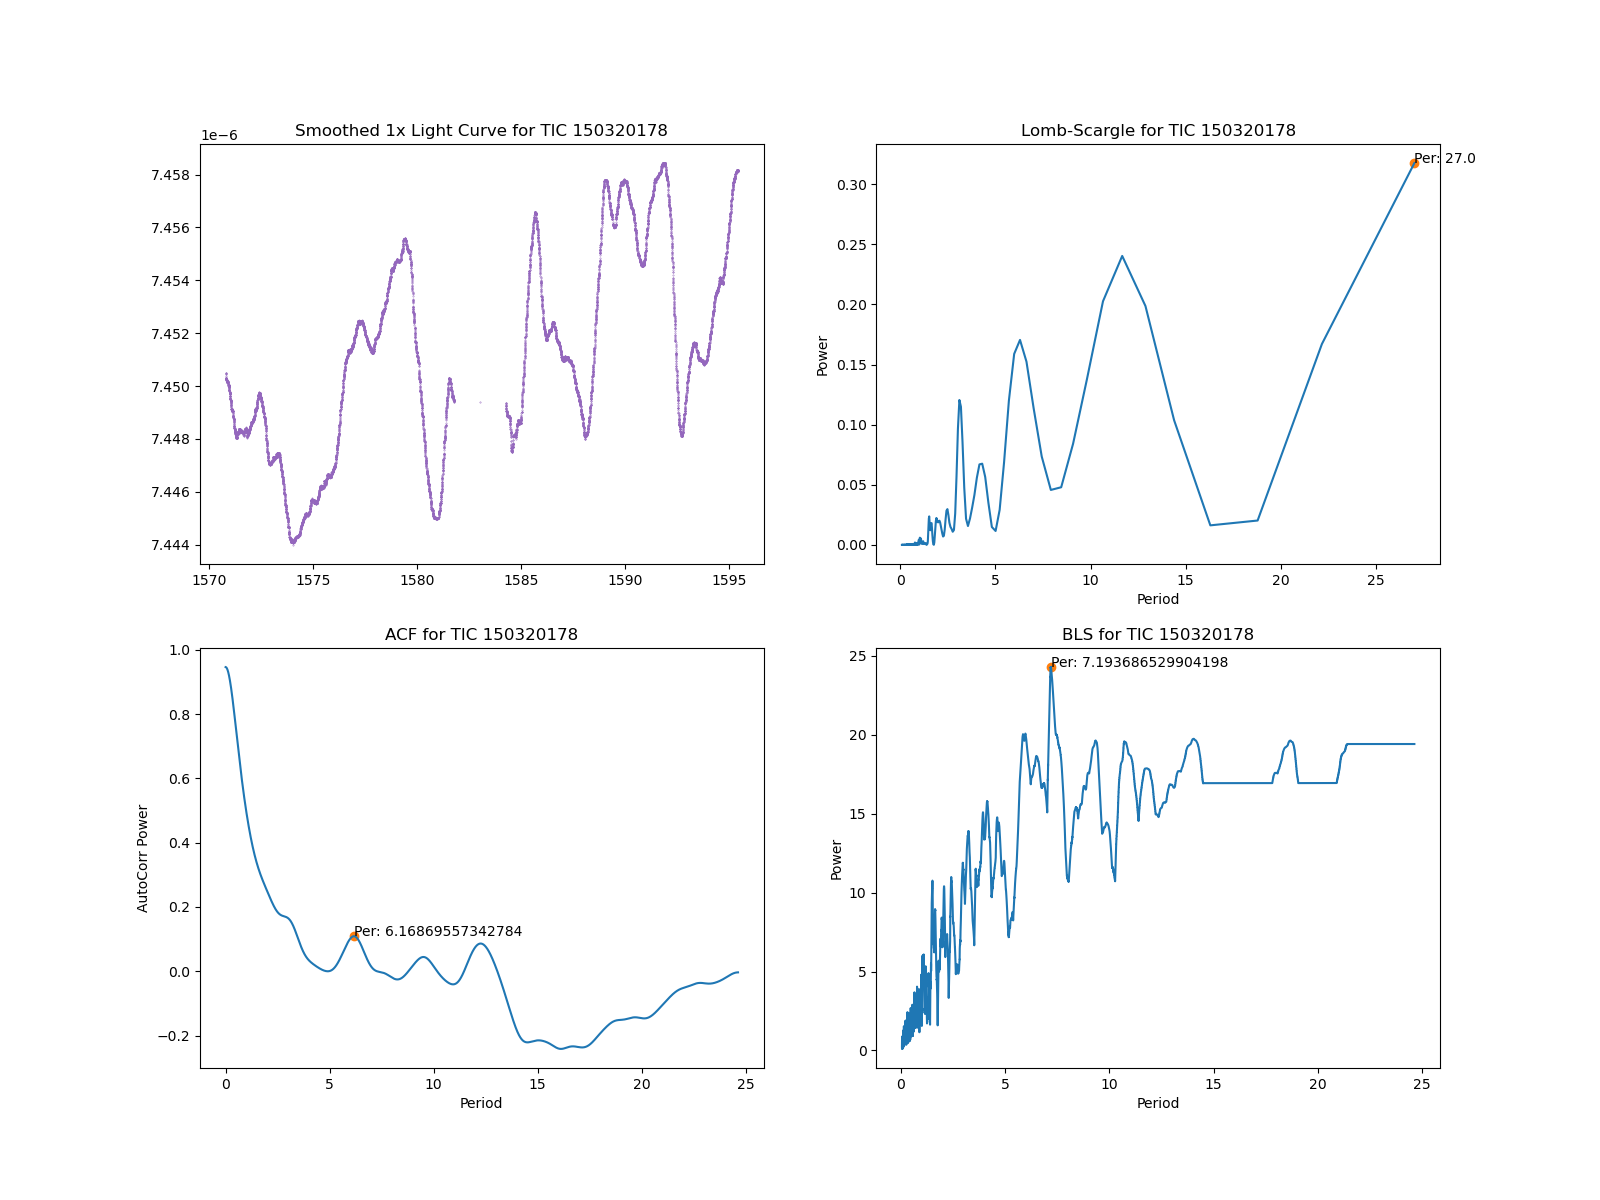 Smoothed 1x Light Curve for TIC 150320178
1e−6
7.458
7.456
7.454
7.452
7.450
7.448
7.446
7.444
1570 1575 1580 1585 1590 1595
Lomb-Scargle for TIC 150320178
Per: 27.0
Power
0.30
0.25
0.20
0.15
0.10
0.05
0.00
0 5 10 15 20 25
Period
ACF for TIC 150320178
AutoCorr Power
1.0
0.8
0.6
0.4
0.2
0.0
−0.2
Per: 6.16869557342784
0 5 10 15 20 25
Period
BLS for TIC 150320178
Per: 7.193686529904198
Power
25
20
15
10
5
0
0 5 10 15 20 25
Period